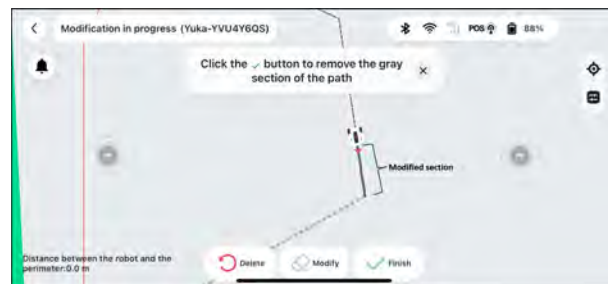 Modification in progress (Yuka-YVU4Y6QS)
POS
88%
Click the ✓ button to remove the gray
section of the path
Modified section
Distance between the robot and the
perimeter:0.0 m
Delete
Modify
Finish